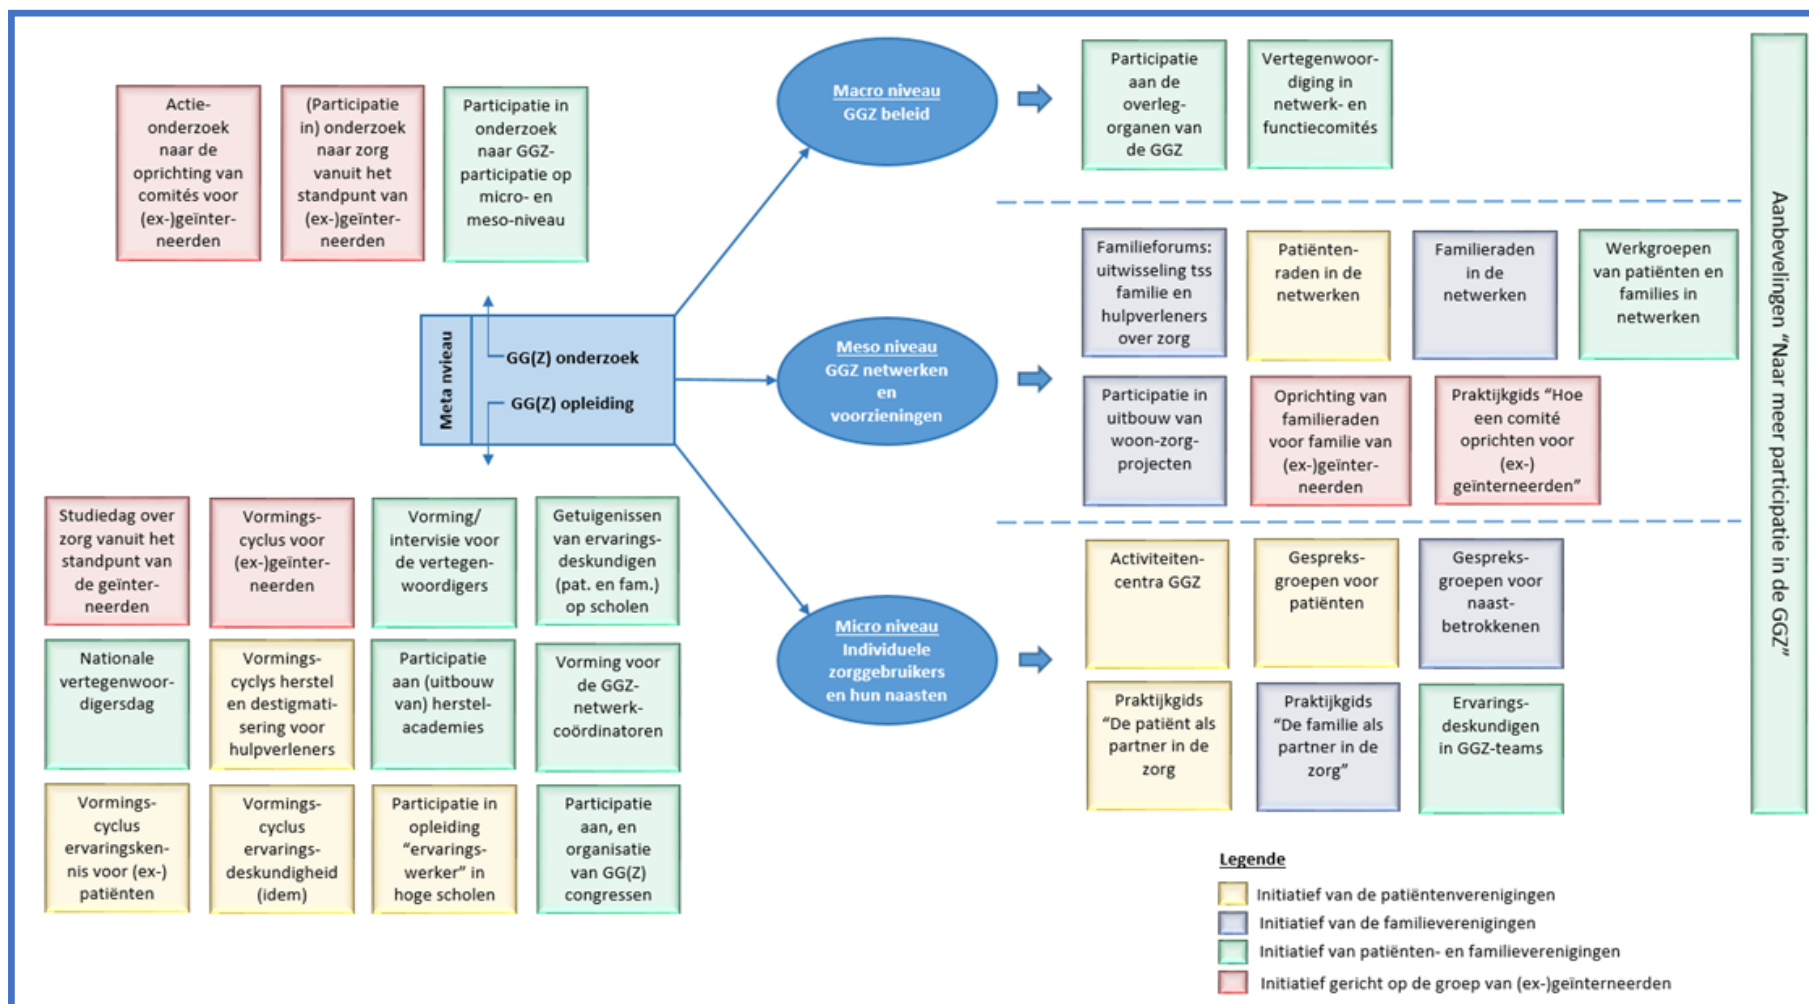 Actie-
onderzoek
naar de
oprichting van
comités voor
(ex-)geïnter-
neerden
(Participatie
in) onderzoek
naar zorg
vanuit het
standpunt van
(ex-)geïnter-
neerden
Participatie in
onderzoek
naar GGZ-
participatie op
micro- en
meso-niveau
Meta nvieau
GG(Z) onderzoek
GG(Z) opleiding
Studiedag over
zorg vanuit het
standpunt van
de geïnter-
neerden
Vormings-
cyclus voor
(ex-)geïnter-
neerden
Vorming/
intervisie voor
de vertegen-
woordigers
Getuigenissen
van ervarings-
deskundigen
(pat. en fam.)
op scholen
Nationale
vertegenwoor-
digersdag
Vormings-
cyclys herstel
en destigmati-
sering voor
hulpverleners
Participatie
aan (uitbouw
van) herstel-
academies
Vorming voor
de GGZ-
netwerk-
coördinatoren
Vormings-
cyclus
ervaringsken-
nis voor (ex-)
patiënten
Vormings-
cyclus
ervarings-
deskundigheid
(idem)
Participatie in
opleiding
“ervarings-
werker” in
hoge scholen
Participatie
aan, en
organisatie
van GG(Z)
congressen
Macro niveau
GGZ beleid
Participatie
aan de
overleg-
organen van
de GGZ
Vertegenwoor-
diging in
netwerk- en
functiecomités
Meso niveau
GGZ netwerken
en
voorzieningen
Familieforums:
uitwisseling tss
familie en
hulpverleners
over zorg
Patiënten-
raden in de
netwerken
Familieraden
in de
netwerken
Werkgroepen
van patiënten en
families in
netwerken
Participatie in
uitbouw van
woon-zorg-
projecten
Oprichting van
familieraden
voor familie van
(ex-)geïnter-
neerden
Praktijkgids “Hoe
een comité
oprichten voor
(ex-)
geïnterneerden”
Micro niveau
Individuele
zorggebruikers
en hun naasten
Activiteiten-
centra GGZ
Gespreks-
groepen voor
patiënten
Gespreks-
groepen voor
naast-
betrokkenen
Praktijkgids
“De patiënt als
partner in de
zorg
Praktijkgids
“De familie als
partner in de
zorg”
Ervarings-
deskundigen
in GGZ-teams
Aanbevelingen “Naar meer participatie in de GGZ”
Legende
Initiatief van de patiëntenverenigingen
Initiatief van de familieverenigingen
Initiatief van patiënten- en familieverenigingen
Initiatief gericht op de groep van (ex-)geïnterneerden